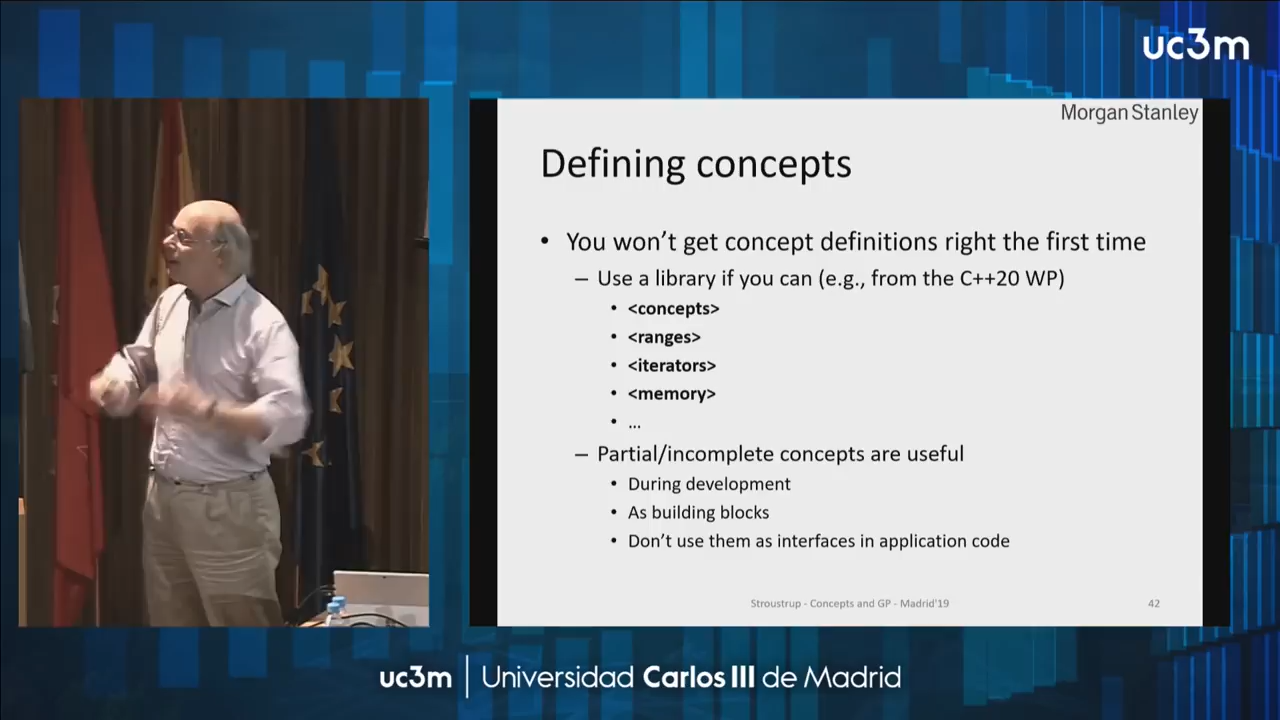 uc3m
Morgan Stanley
Defining concepts
• You won't get concept definitions right the first time
– Use a library if you can (e.g., from the C++20 WP)
• <concepts>
• <ranges>
• <iterators>
• <memory>
• ...
– Partial/incomplete concepts are useful
• During development
• As building blocks
• Don't use them as interfaces in application code
Stroustrup - Concepts and GP - Madrid'19 42
uc3m | Universidad Carlos III de Madrid